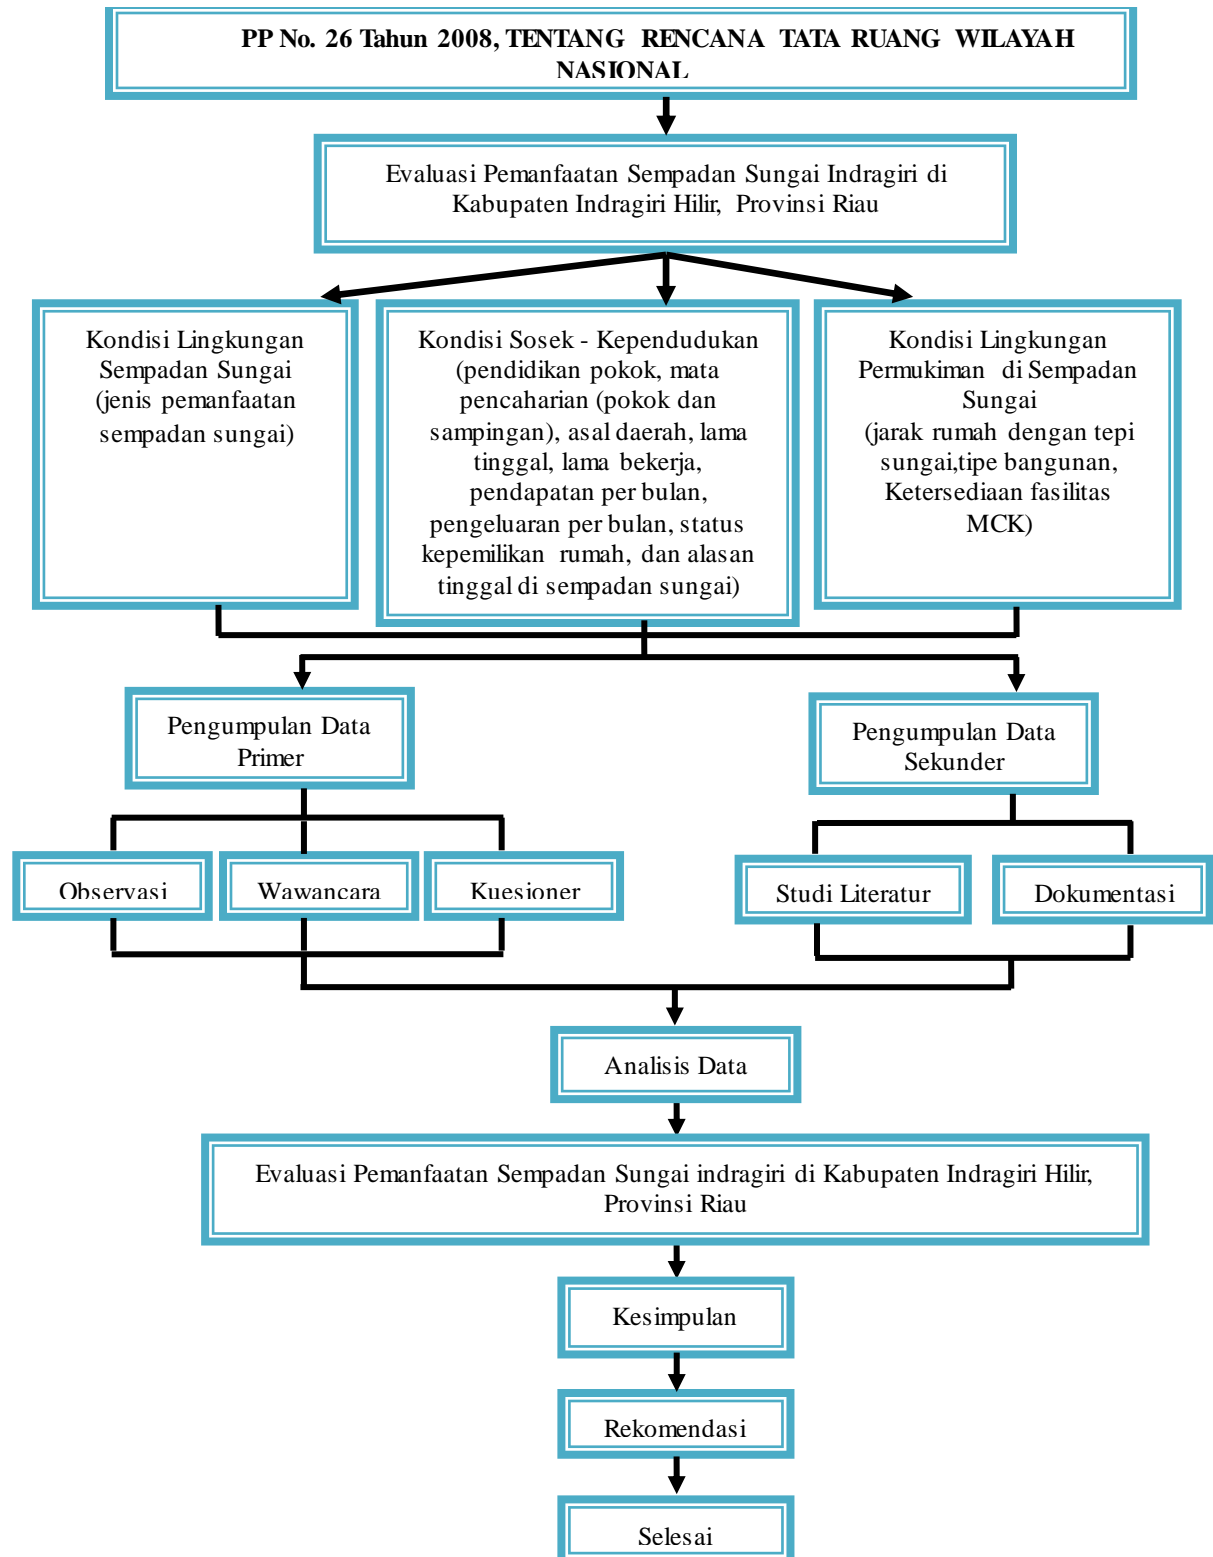 PP No. 26 Tahun 2008, TENTANG RENCANA TATA RUANG WILAYAH
NASIONAL
Evaluasi Pemanfaatan Sempadan Sungai Indragiri di
Kabupaten Indragiri Hilir, Provinsi Riau
Kondisi Lingkungan
Sempadan Sungai
(jenis pemanfaatan
sempadan sungai)
Kondisi Sosek - Kependudukan
(pendidikan pokok, mata
pencaharian (pokok dan
sampingan), asal daerah, lama
tinggal, lama bekerja,
pendapatan per bulan,
pengeluaran per bulan, status
kepemilikan rumah, dan alasan
tinggal di sempadan sungai)
Kondisi Lingkungan
Permukiman di Sempadan
Sungai
(jarak rumah dengan tepi
sungai,tipe bangunan,
Ketersediaan fasilitas
MCK)
Pengumpulan Data
Primer
Pengumpulan Data
Sekunder
Observasi
Wawancara
Kuesioner
Studi Literatur
Dokumentasi
Analisis Data
Evaluasi Pemanfaatan Sempadan Sungai indragiri di Kabupaten Indragiri Hilir,
Provinsi Riau
Kesimpulan
Rekomendasi
Selesai